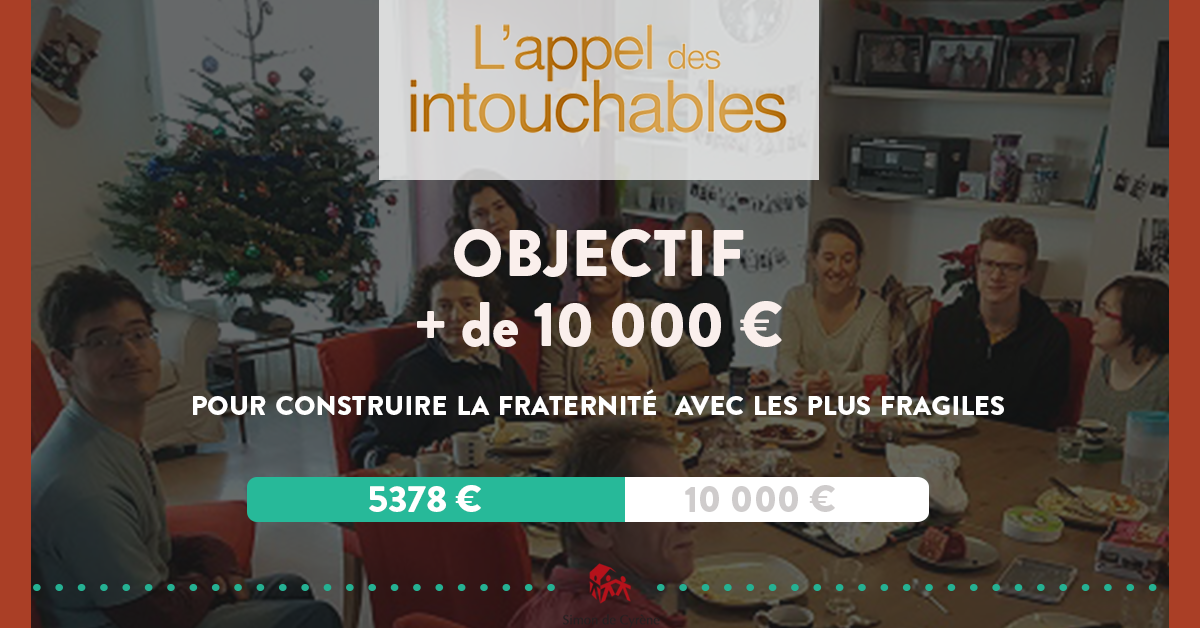 L'appel des
intouchables
OBJECTIF
+ de 10 000 €
POUR CONSTRUIRE LA FRATERNITÉ AVEC LES PLUS FRAGILES
5378 € 10 000 €